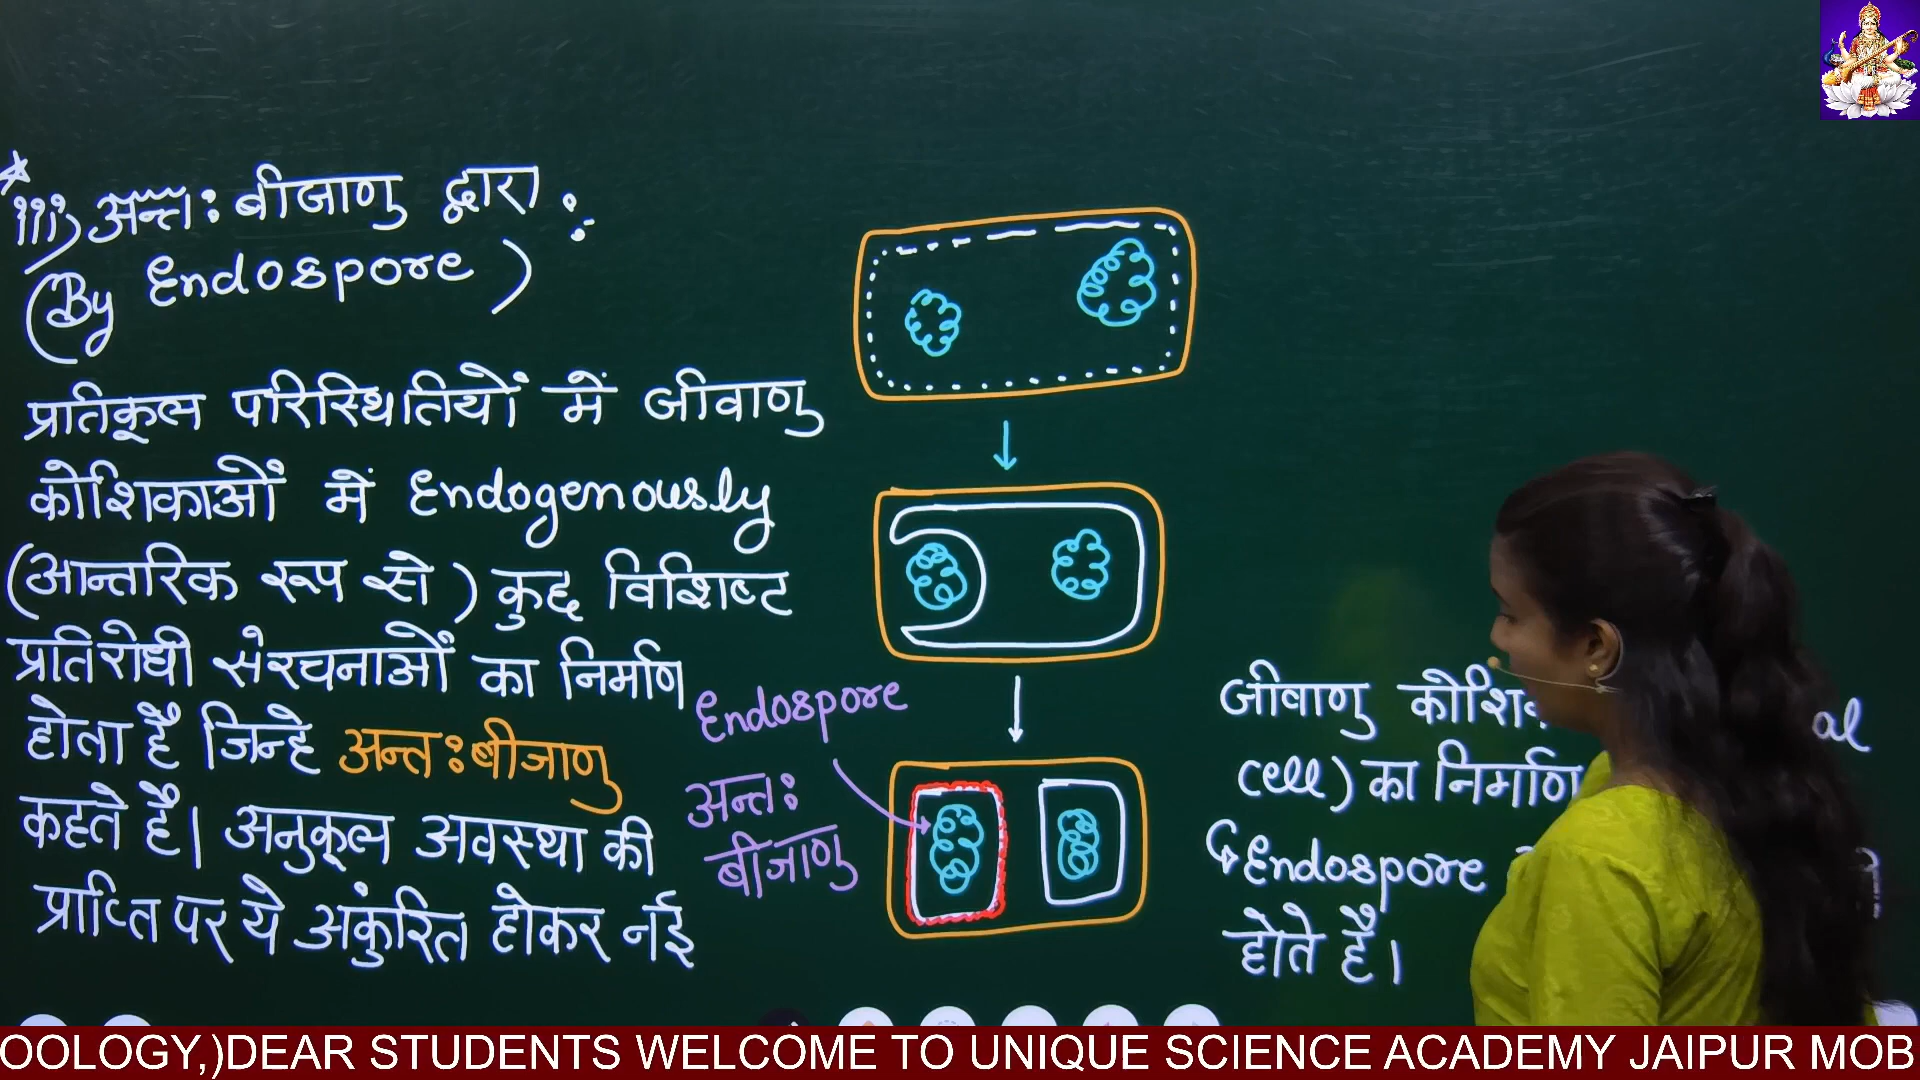 iii) अन्तः बीजाणु द्वारा :
(By Endospore)
प्रतिकूल परिस्थितियों में जीवाणु
कोशिकाओं में Endogenously
(आन्तरिक रूप से) कुछ विशिष्ट
प्रतिरोधी संरचनाओं का निर्माण
होता है जिन्हे अन्तः बीजाणु
कहते है। अनुकूल अवस्था की
प्राप्ति पर ये अंकुरित होकर नई
Endospore
अन्तः
बीजाणु
जीवाणु
cell) का निर्माण
Endospore
होते है।
OOLOGY,)DEAR STUDENTS WELCOME TO UNIQUE SCIENCE ACADEMY JAIPUR MOB